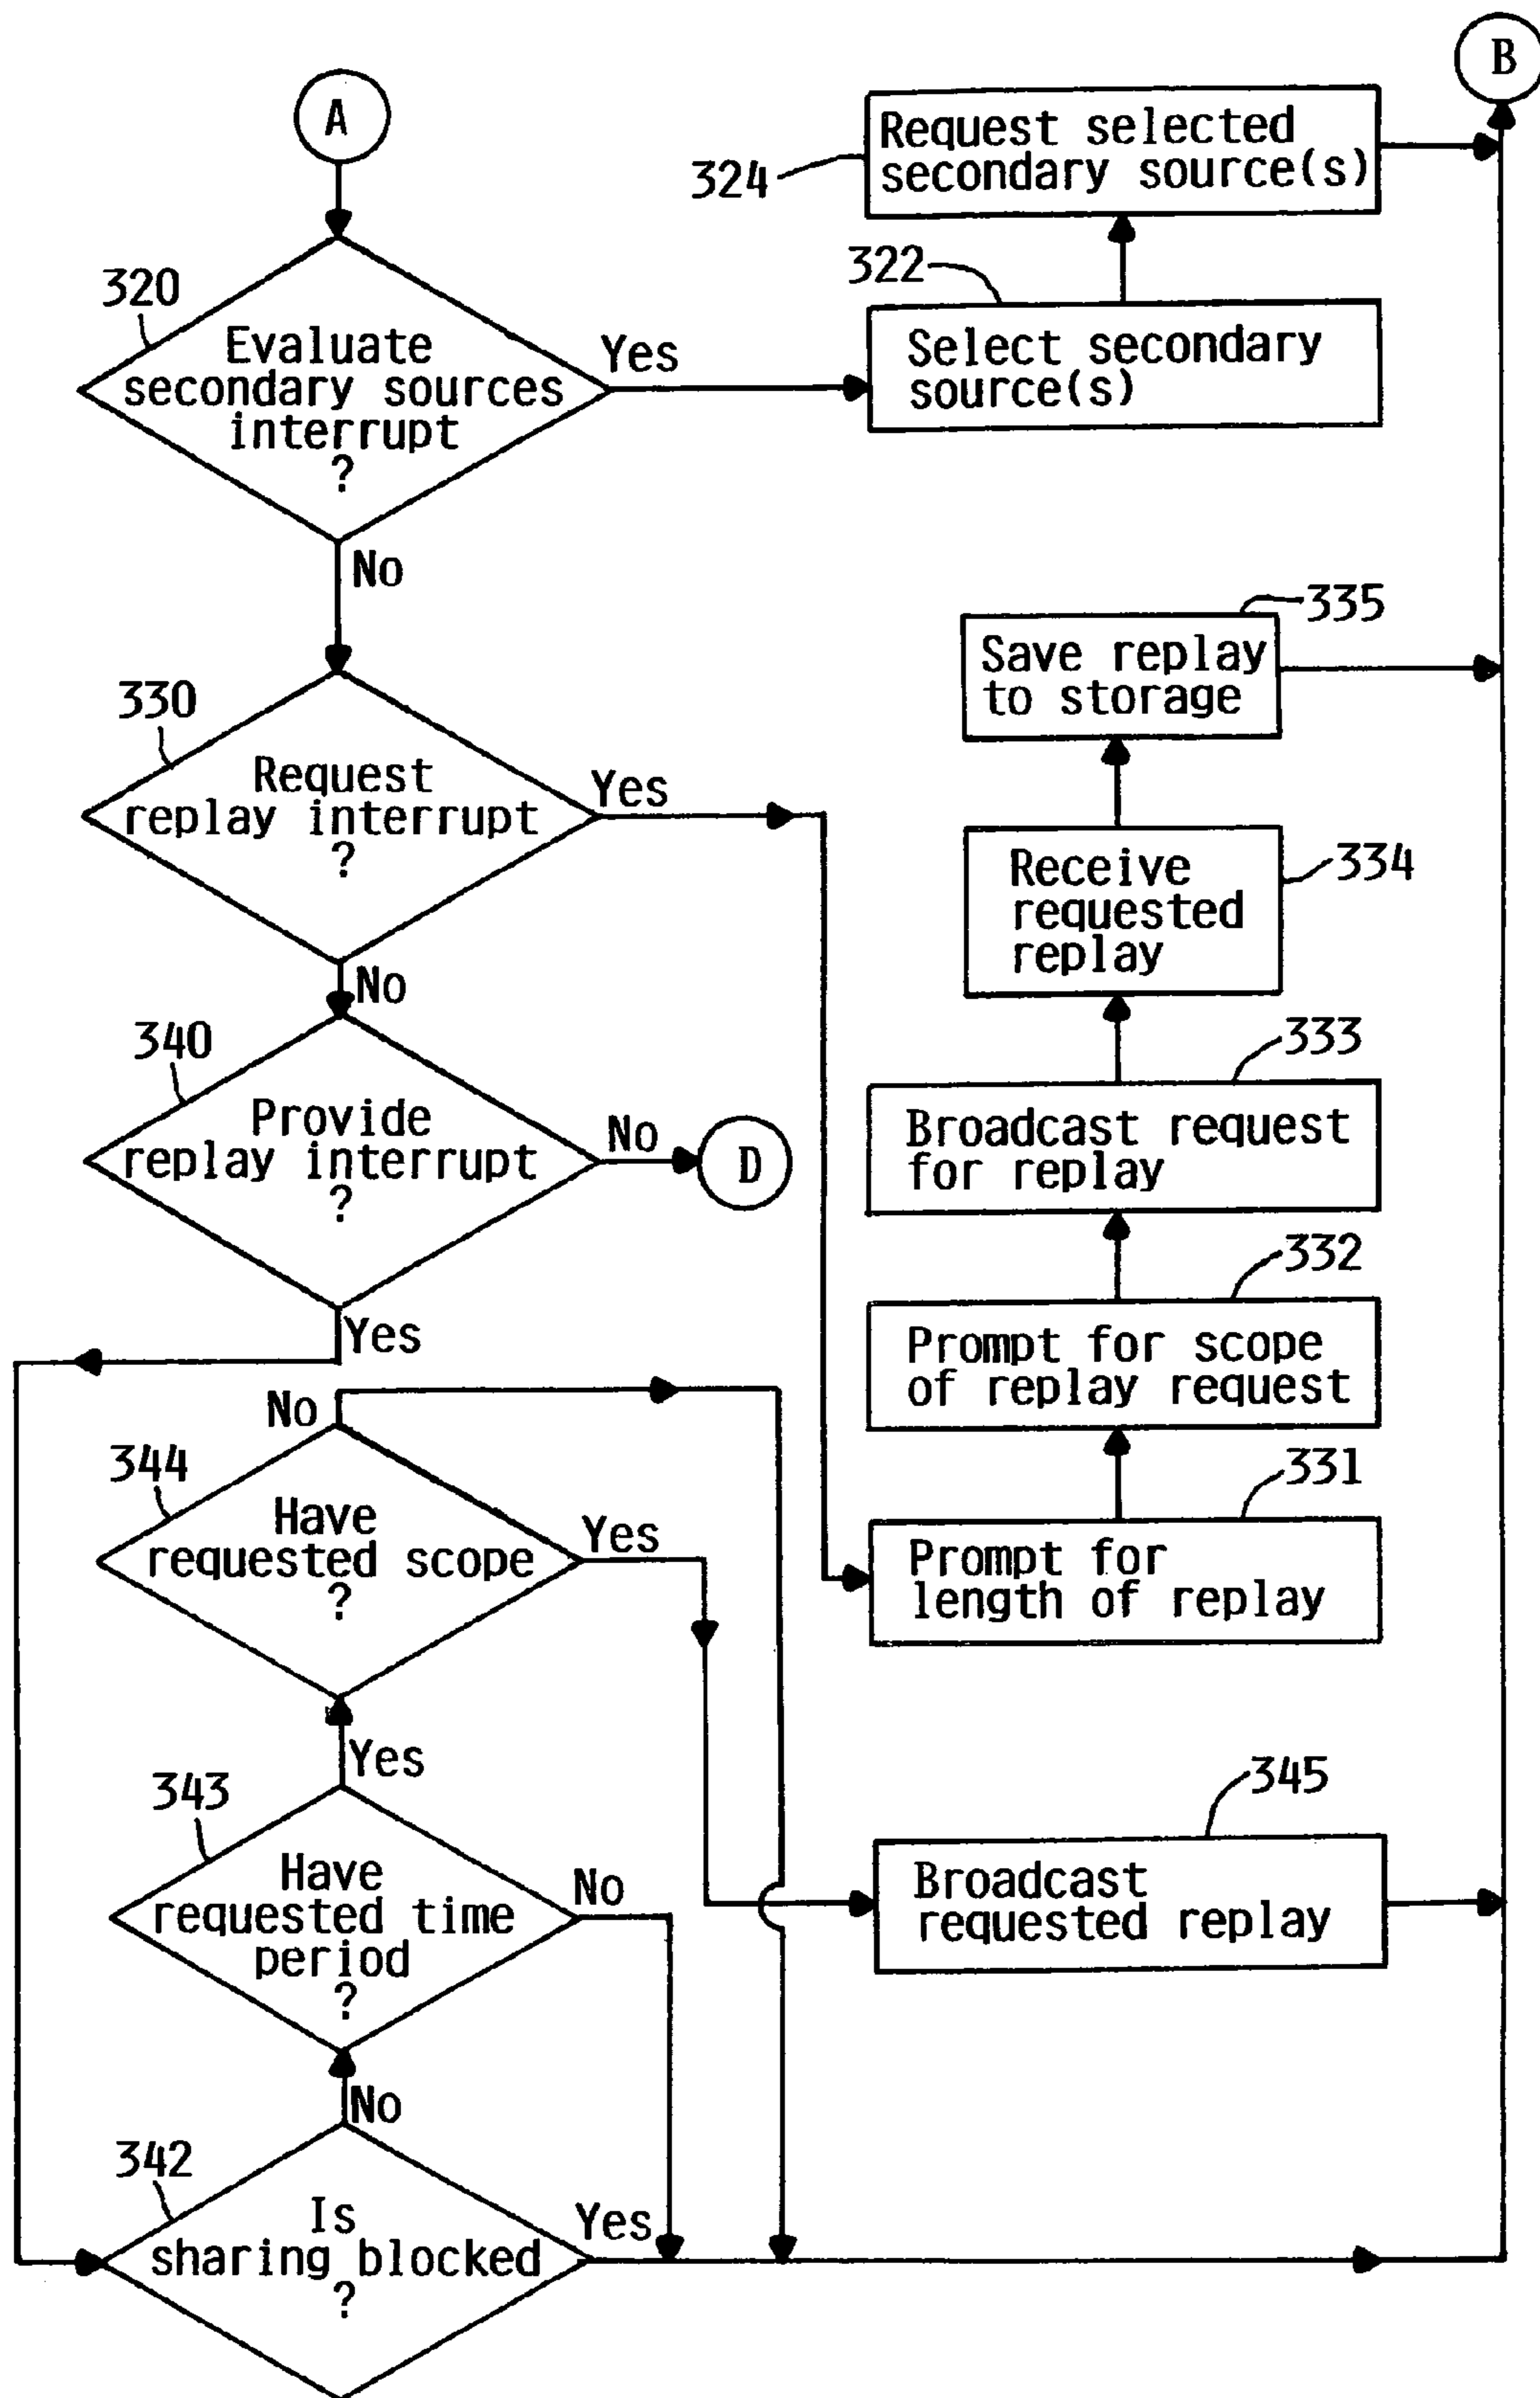 B
A
Request selected
secondary source(s)
324
322
320
Evaluate
secondary sources
interrupt
?
Yes
Select secondary
source(s)
No
335
Save replay
to storage
330
Request
replay interrupt
?
Yes
334
Receive
requested
replay
No
340
333
Provide
replay interrupt
?
No
D
Broadcast request
for replay
332
Yes
Prompt for scope
of replay request
No
344
331
Have
requested scope
?
Yes
Prompt for
length of replay
Yes
343
345
Have
requested time
period
?
No
Broadcast
requested replay
No
342
Is
sharing blocked
?
Yes